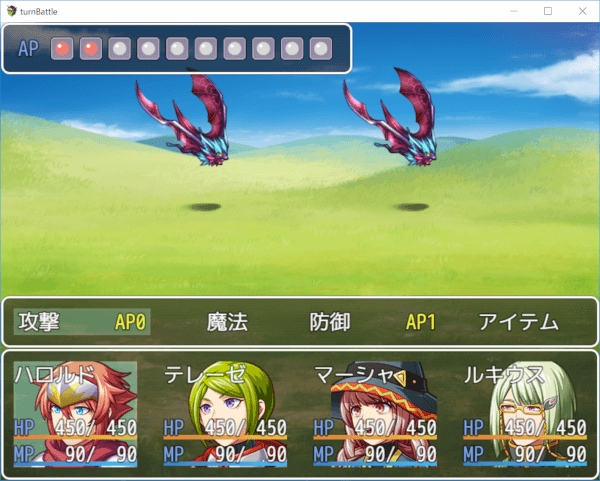 turnBattle
AP
攻撃 AP0 魔法 防御 AP1 アイテム
ハロルド テレーゼ マーシャ ルキウス
HP 450/ 450 HP 450/ 450 HP 450/ 450 HP 450/ 450
MP 90/ 90 MP 90/ 90 MP 90/ 90 MP 90/ 90